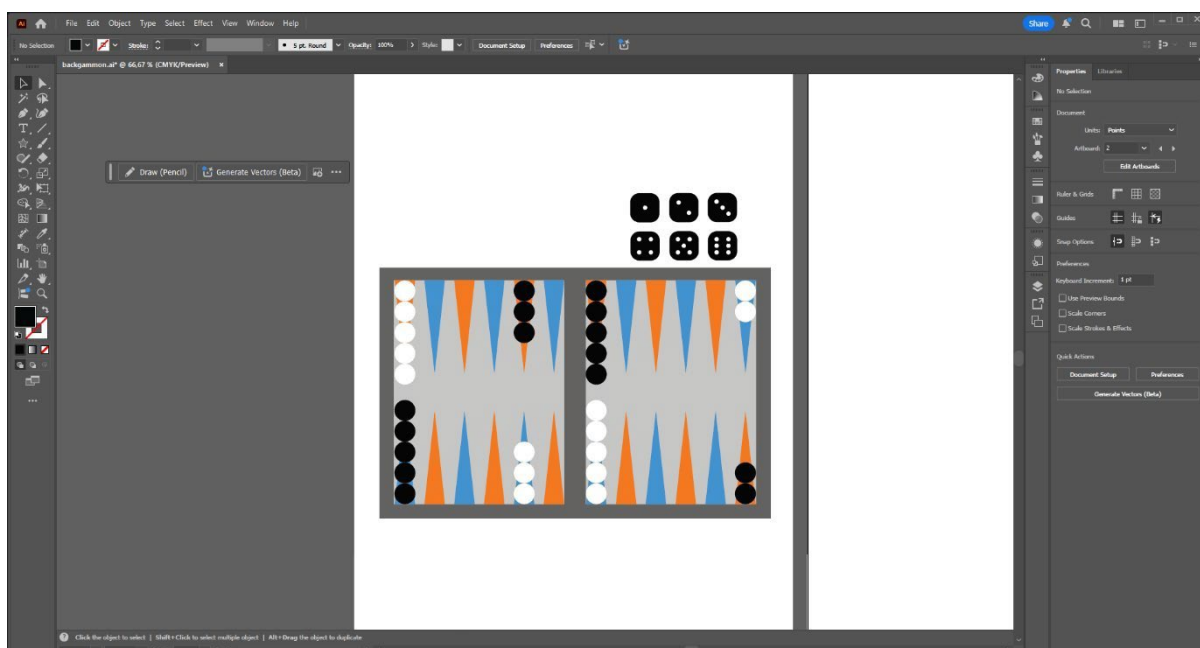 Ai File Edit Object Type Select Effect View Window Help Share
No Selection Stroke: 5 pt. Round Opacity: 100% Style: Document Setup Preferences
backgammon.ai* @ 66,67 % (CMYK/Preview) ×
Properties Libraries
No Selection
Document
Units: Points
Artboard: 2
Edit Artboards
Draw (Pencil) Generate Vectors (Beta)
Ruler & Grids
Guides
Snap Options
Preferences
Keyboard Increment: 1 pt
Use Preview Bounds
Scale Corners
Scale Strokes & Effects
Quick Actions
Document Setup Preferences
Generate Vectors (Beta)
Click the object to select | Shift+Click to select multiple object | Alt+Drag the object to duplicate